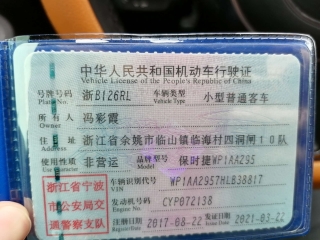 中华人民共和国机动车行驶证
Vehicle License of the People's Republic of China
号牌号码 浙B126RL 车辆类型 小型普通客车
Plate No. Vehicle Type
所有人 冯彩霞
Owner
住址 浙江省余姚市临山镇临海村四洞闸10队
Address
使用性质 非营运 品牌型号 保时捷WP1AA295
Use Character Model
浙江省宁波
市公安局交
通警察支队
车辆识别代号 WP1AA2957HLB38817
VIN
发动机号码 CYP072138
Engine No.
注册日期 2017-08-22 发证日期 2021-03-22
Register Date Issue Date